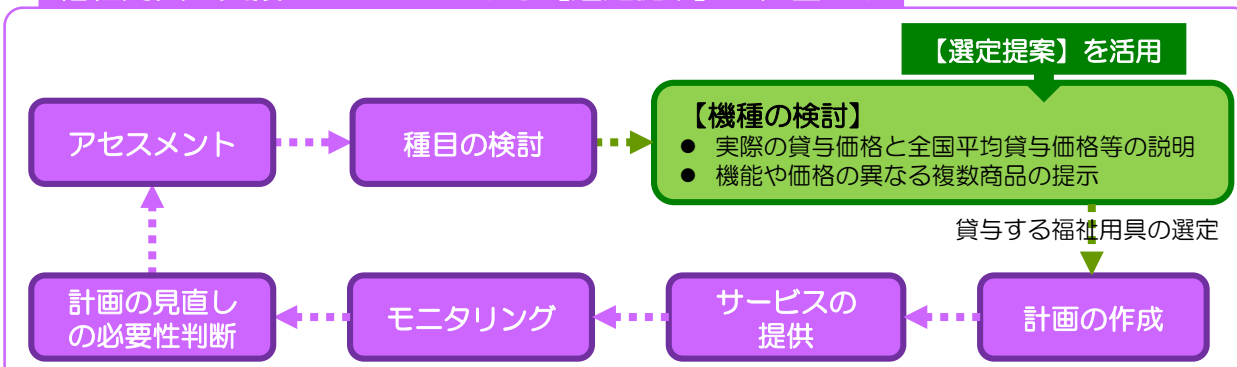 【選定提案】を活用
アセスメント
種目の検討
【機種の検討】
● 実際の貸与価格と全国平均貸与価格等の説明
● 機能や価格の異なる複数商品の提示
貸与する福祉用具の選定
計画の作成
サービスの
提供
モニタリング
計画の見直し
の必要性判断